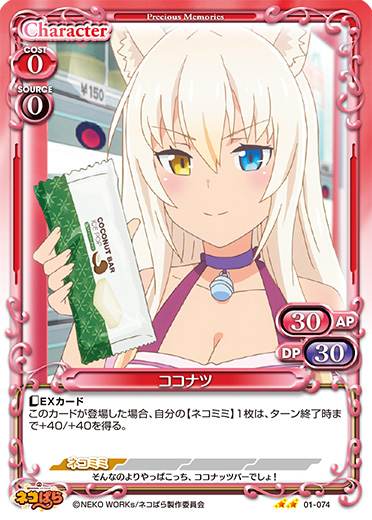 Precious Memories
Character
COST
0
SOURCE
0
¥150
COCONUT BAR
ICE POP
30 AP
DP 30
ココナツ
EXカード
このカードが登場した場合、自分の【ネコミミ】1枚は、ターン終了時ま
で+40/+40を得る。
ネコミミ
そんなのよりやっぱこっち、ココナッツバーでしょ!
ネコぱら
©NEKO WORKs/ネコぱら製作委員会
01-074